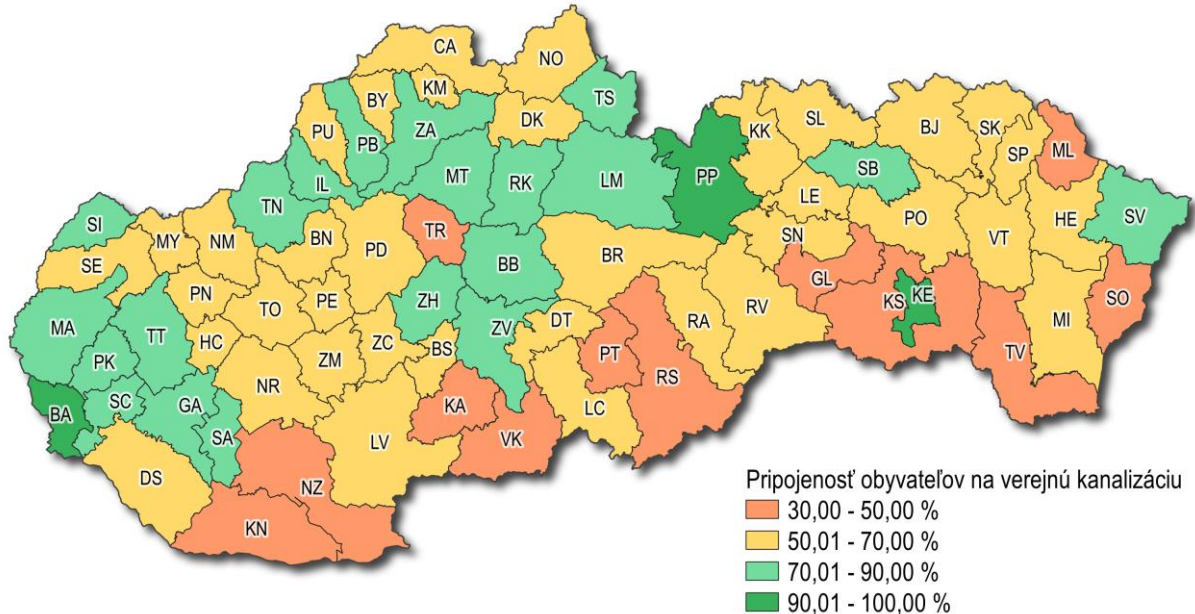 CA
NO
KM
BY
TS
DK
PU
ZA
PB
KK
SL
BJ
SK
SP
ML
SB
MT
RK
LM
PP
IL
TN
LE
PO
HE
SV
SI
MY
NM
BN
PD
TR
SN
VT
SE
BB
BR
GL
PN
TO
PE
ZH
RV
KS
KE
SO
MA
TT
ZV
DT
RA
MI
HC
ZM
ZC
BS
PT
TV
PK
NR
RS
SC
GA
KA
LC
BA
SA
LV
VK
DS
NZ
KN
Pripojenosť obyvateľov na verejnú kanalizáciu
30,00 - 50,00 %
50,01 - 70,00 %
70,01 - 90,00 %
90,01 - 100,00 %